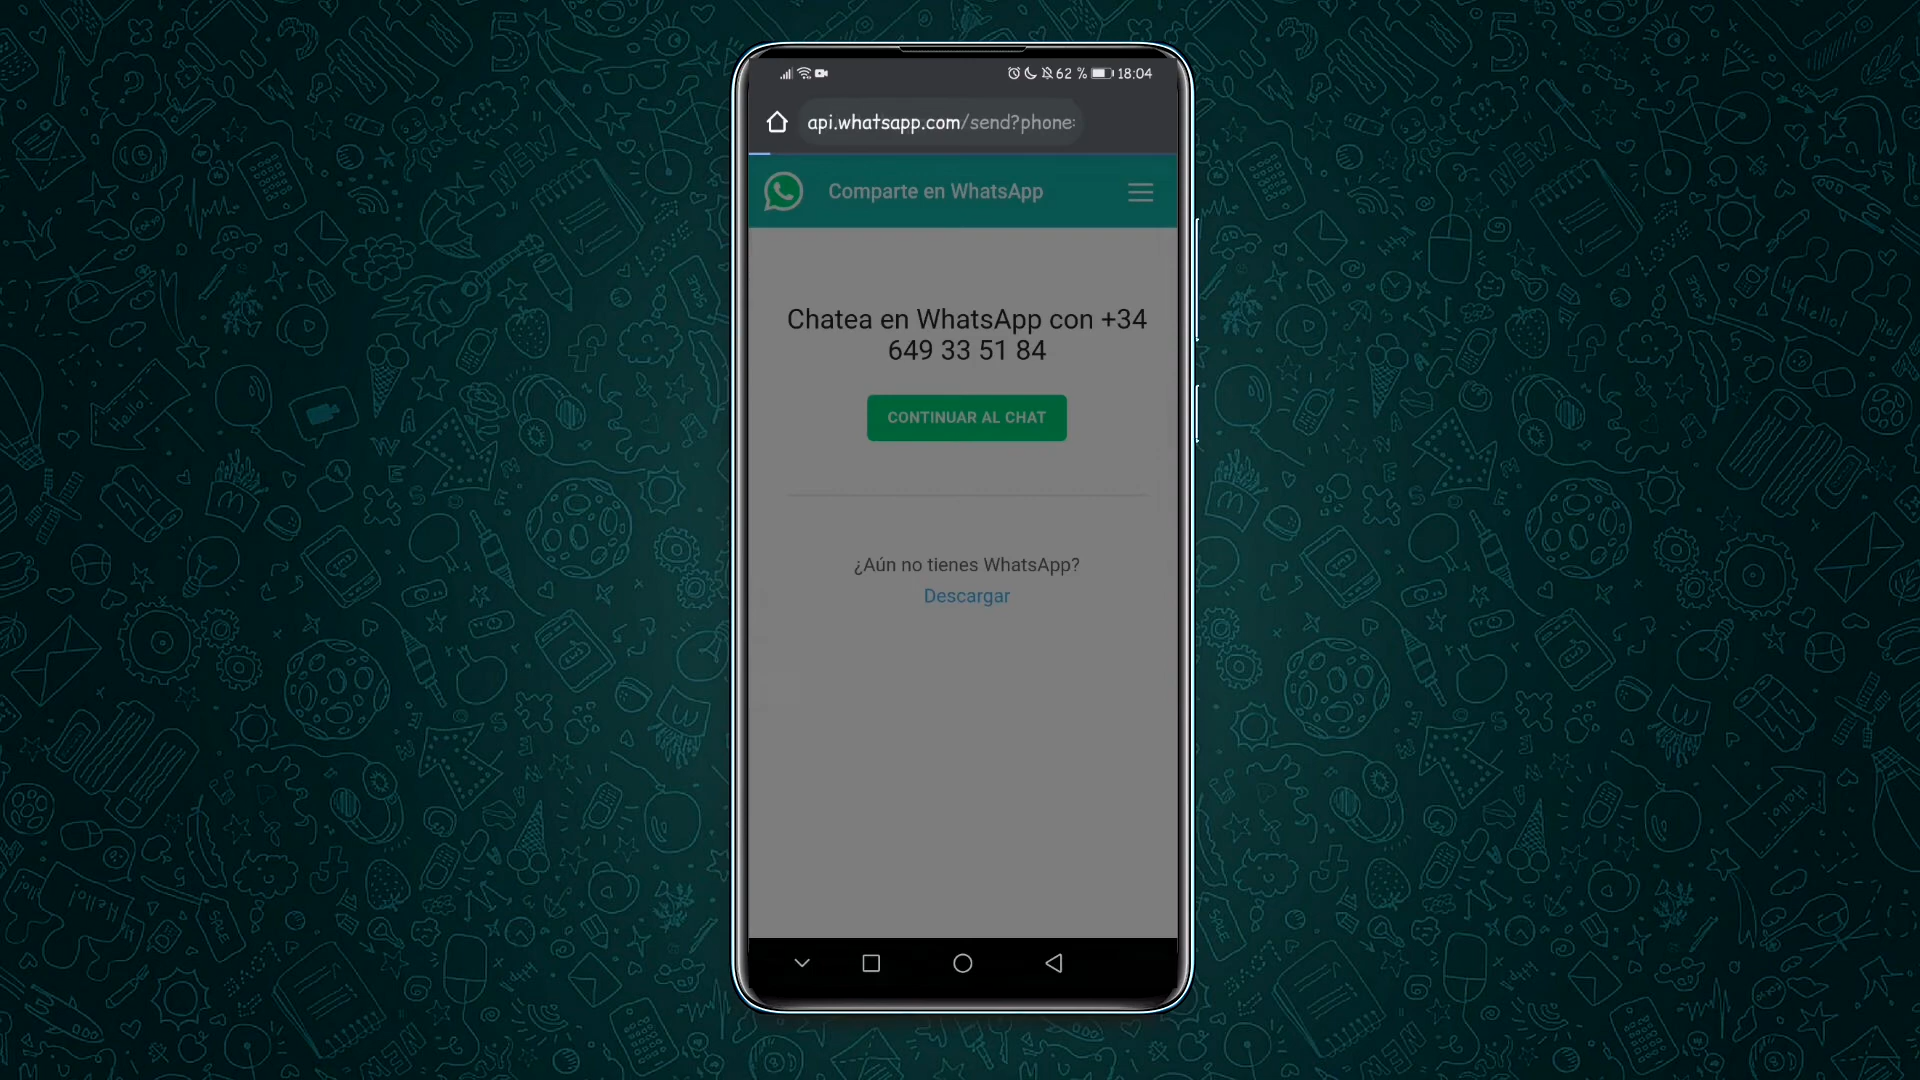 62 % 18:04
api.whatsapp.com/send?phone=
Comparte en WhatsApp
Chatea en WhatsApp con +34
649 33 51 84
CONTINUAR AL CHAT
¿Aún no tienes WhatsApp?
Descargar